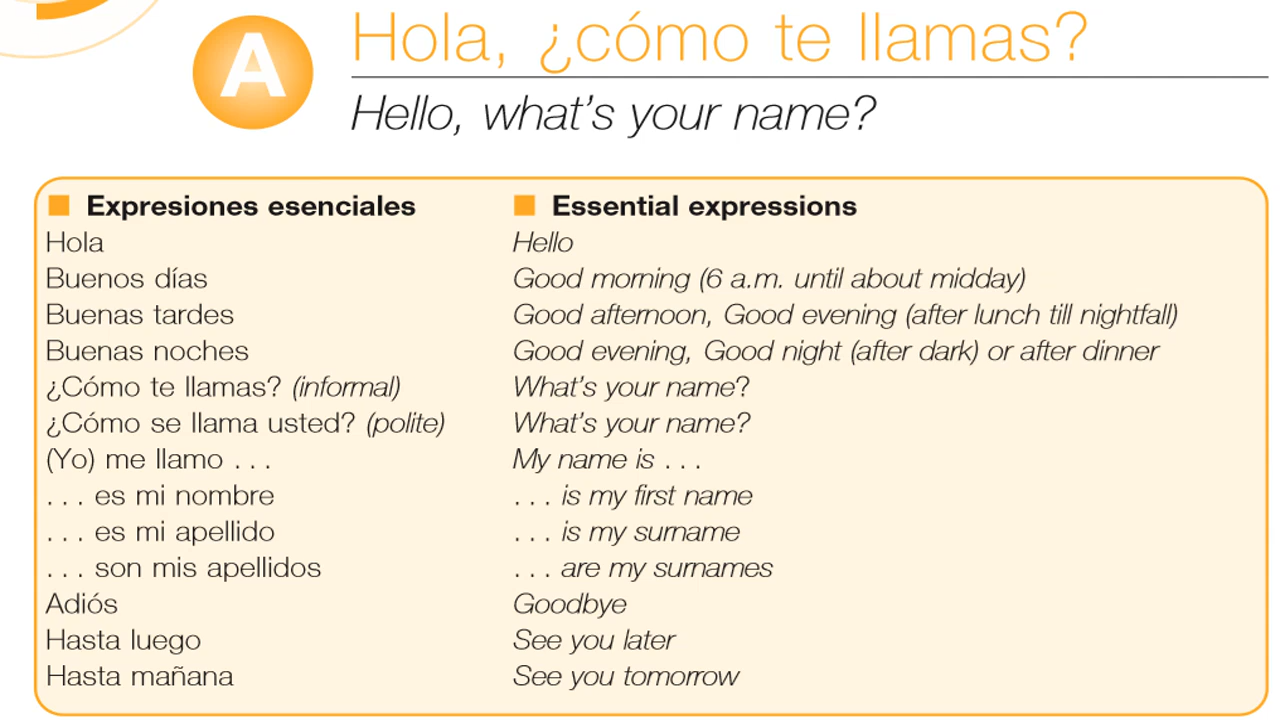 A
Hola, ¿cómo te llamas?
Hello, what's your name?
■ Expresiones esenciales ■ Essential expressions
Hola Hello
Buenos días Good morning (6 a.m. until about midday)
Buenas tardes Good afternoon, Good evening (after lunch till nightfall)
Buenas noches Good evening, Good night (after dark) or after dinner
¿Cómo te llamas? (informal) What's your name?
¿Cómo se llama usted? (polite) What's your name?
(Yo) me llamo . . . My name is . . .
. . . es mi nombre . . . is my first name
. . . es mi apellido . . . is my surname
. . . son mis apellidos . . . are my surnames
Adiós Goodbye
Hasta luego See you later
Hasta mañana See you tomorrow